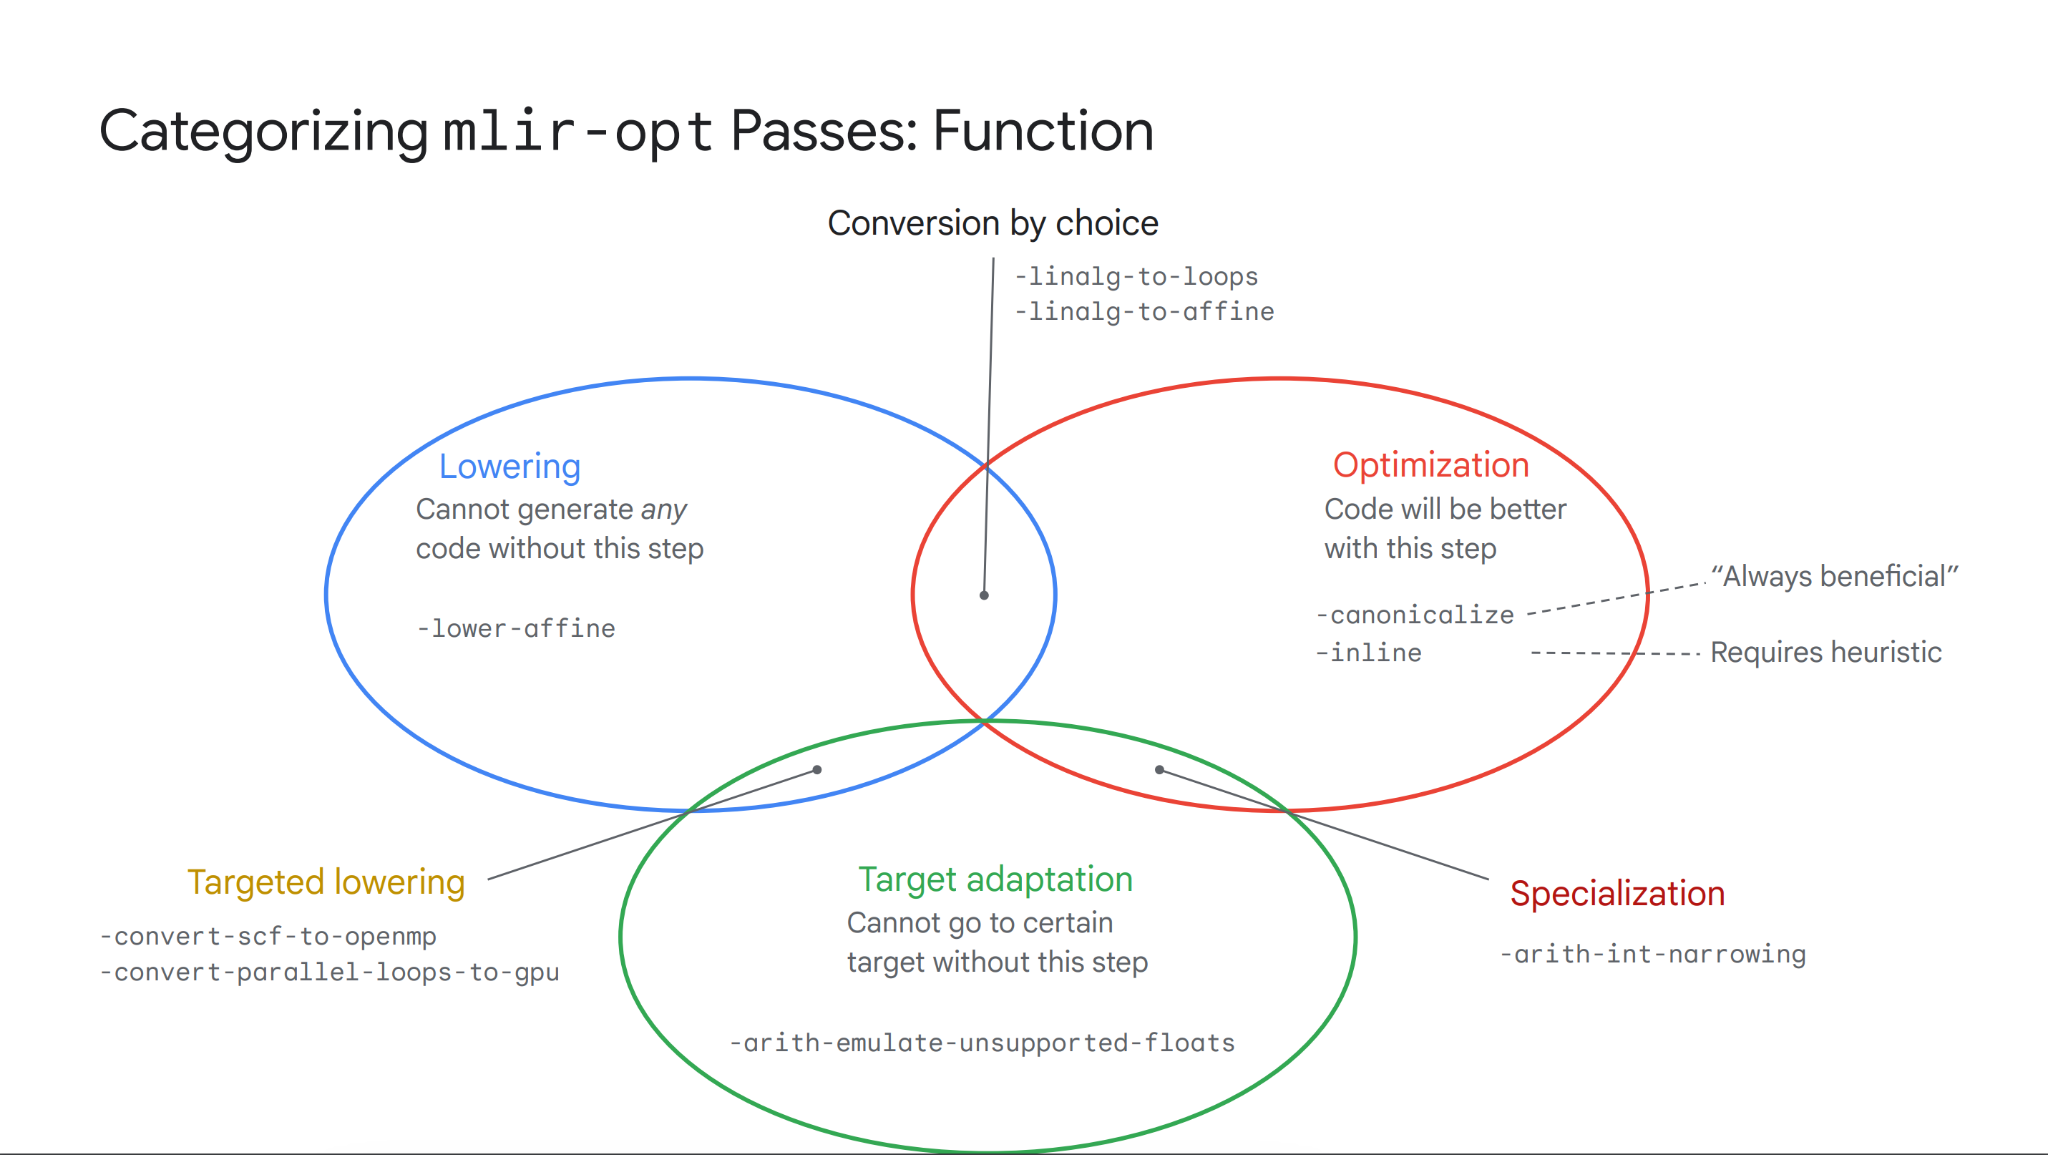 Categorizing mlir-opt Passes: Function
Conversion by choice
-linalg-to-loops
-linalg-to-affine
Lowering
Cannot generate any
code without this step
-lower-affine
Optimization
Code will be better
with this step
-canonicalize
-inline
“Always beneficial”
Requires heuristic
Targeted lowering
-convert-scf-to-openmp
-convert-parallel-loops-to-gpu
Target adaptation
Cannot go to certain
target without this step
-arith-emulate-unsupported-floats
Specialization
-arith-int-narrowing